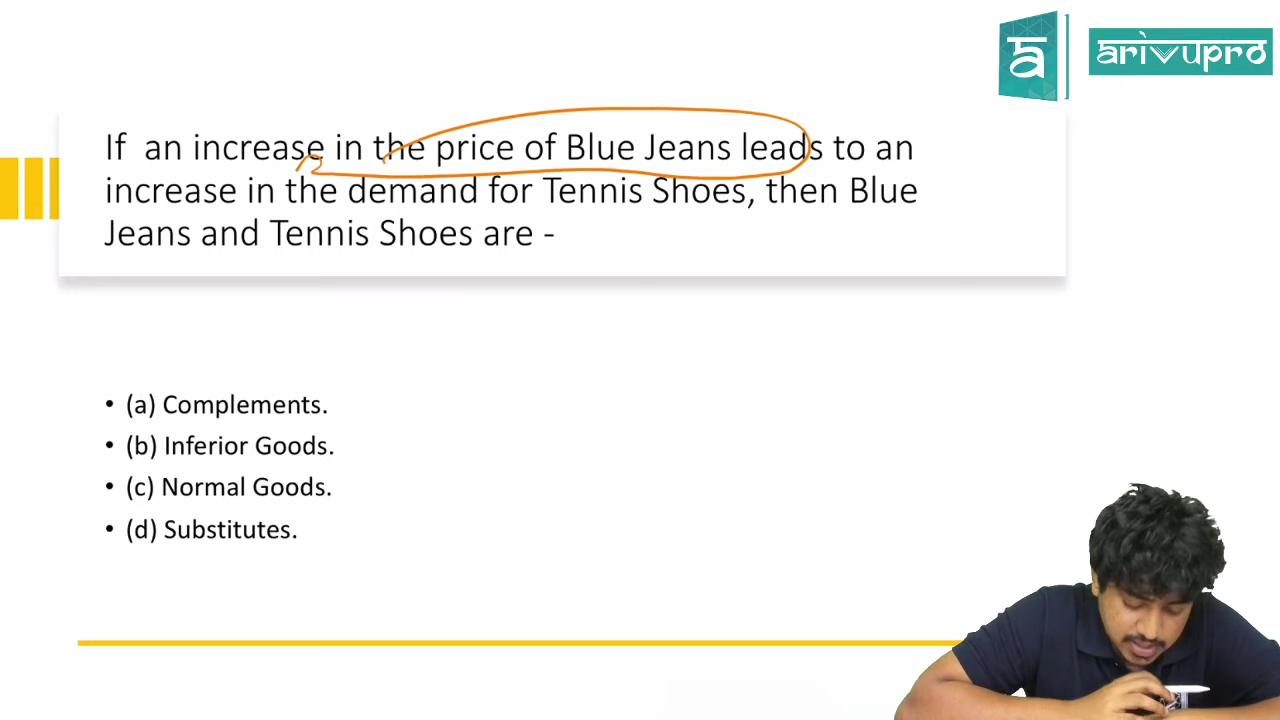 arivupro
If an increase in the price of Blue Jeans leads to an
increase in the demand for Tennis Shoes, then Blue
Jeans and Tennis Shoes are -
• (a) Complements.
• (b) Inferior Goods.
• (c) Normal Goods.
• (d) Substitutes.